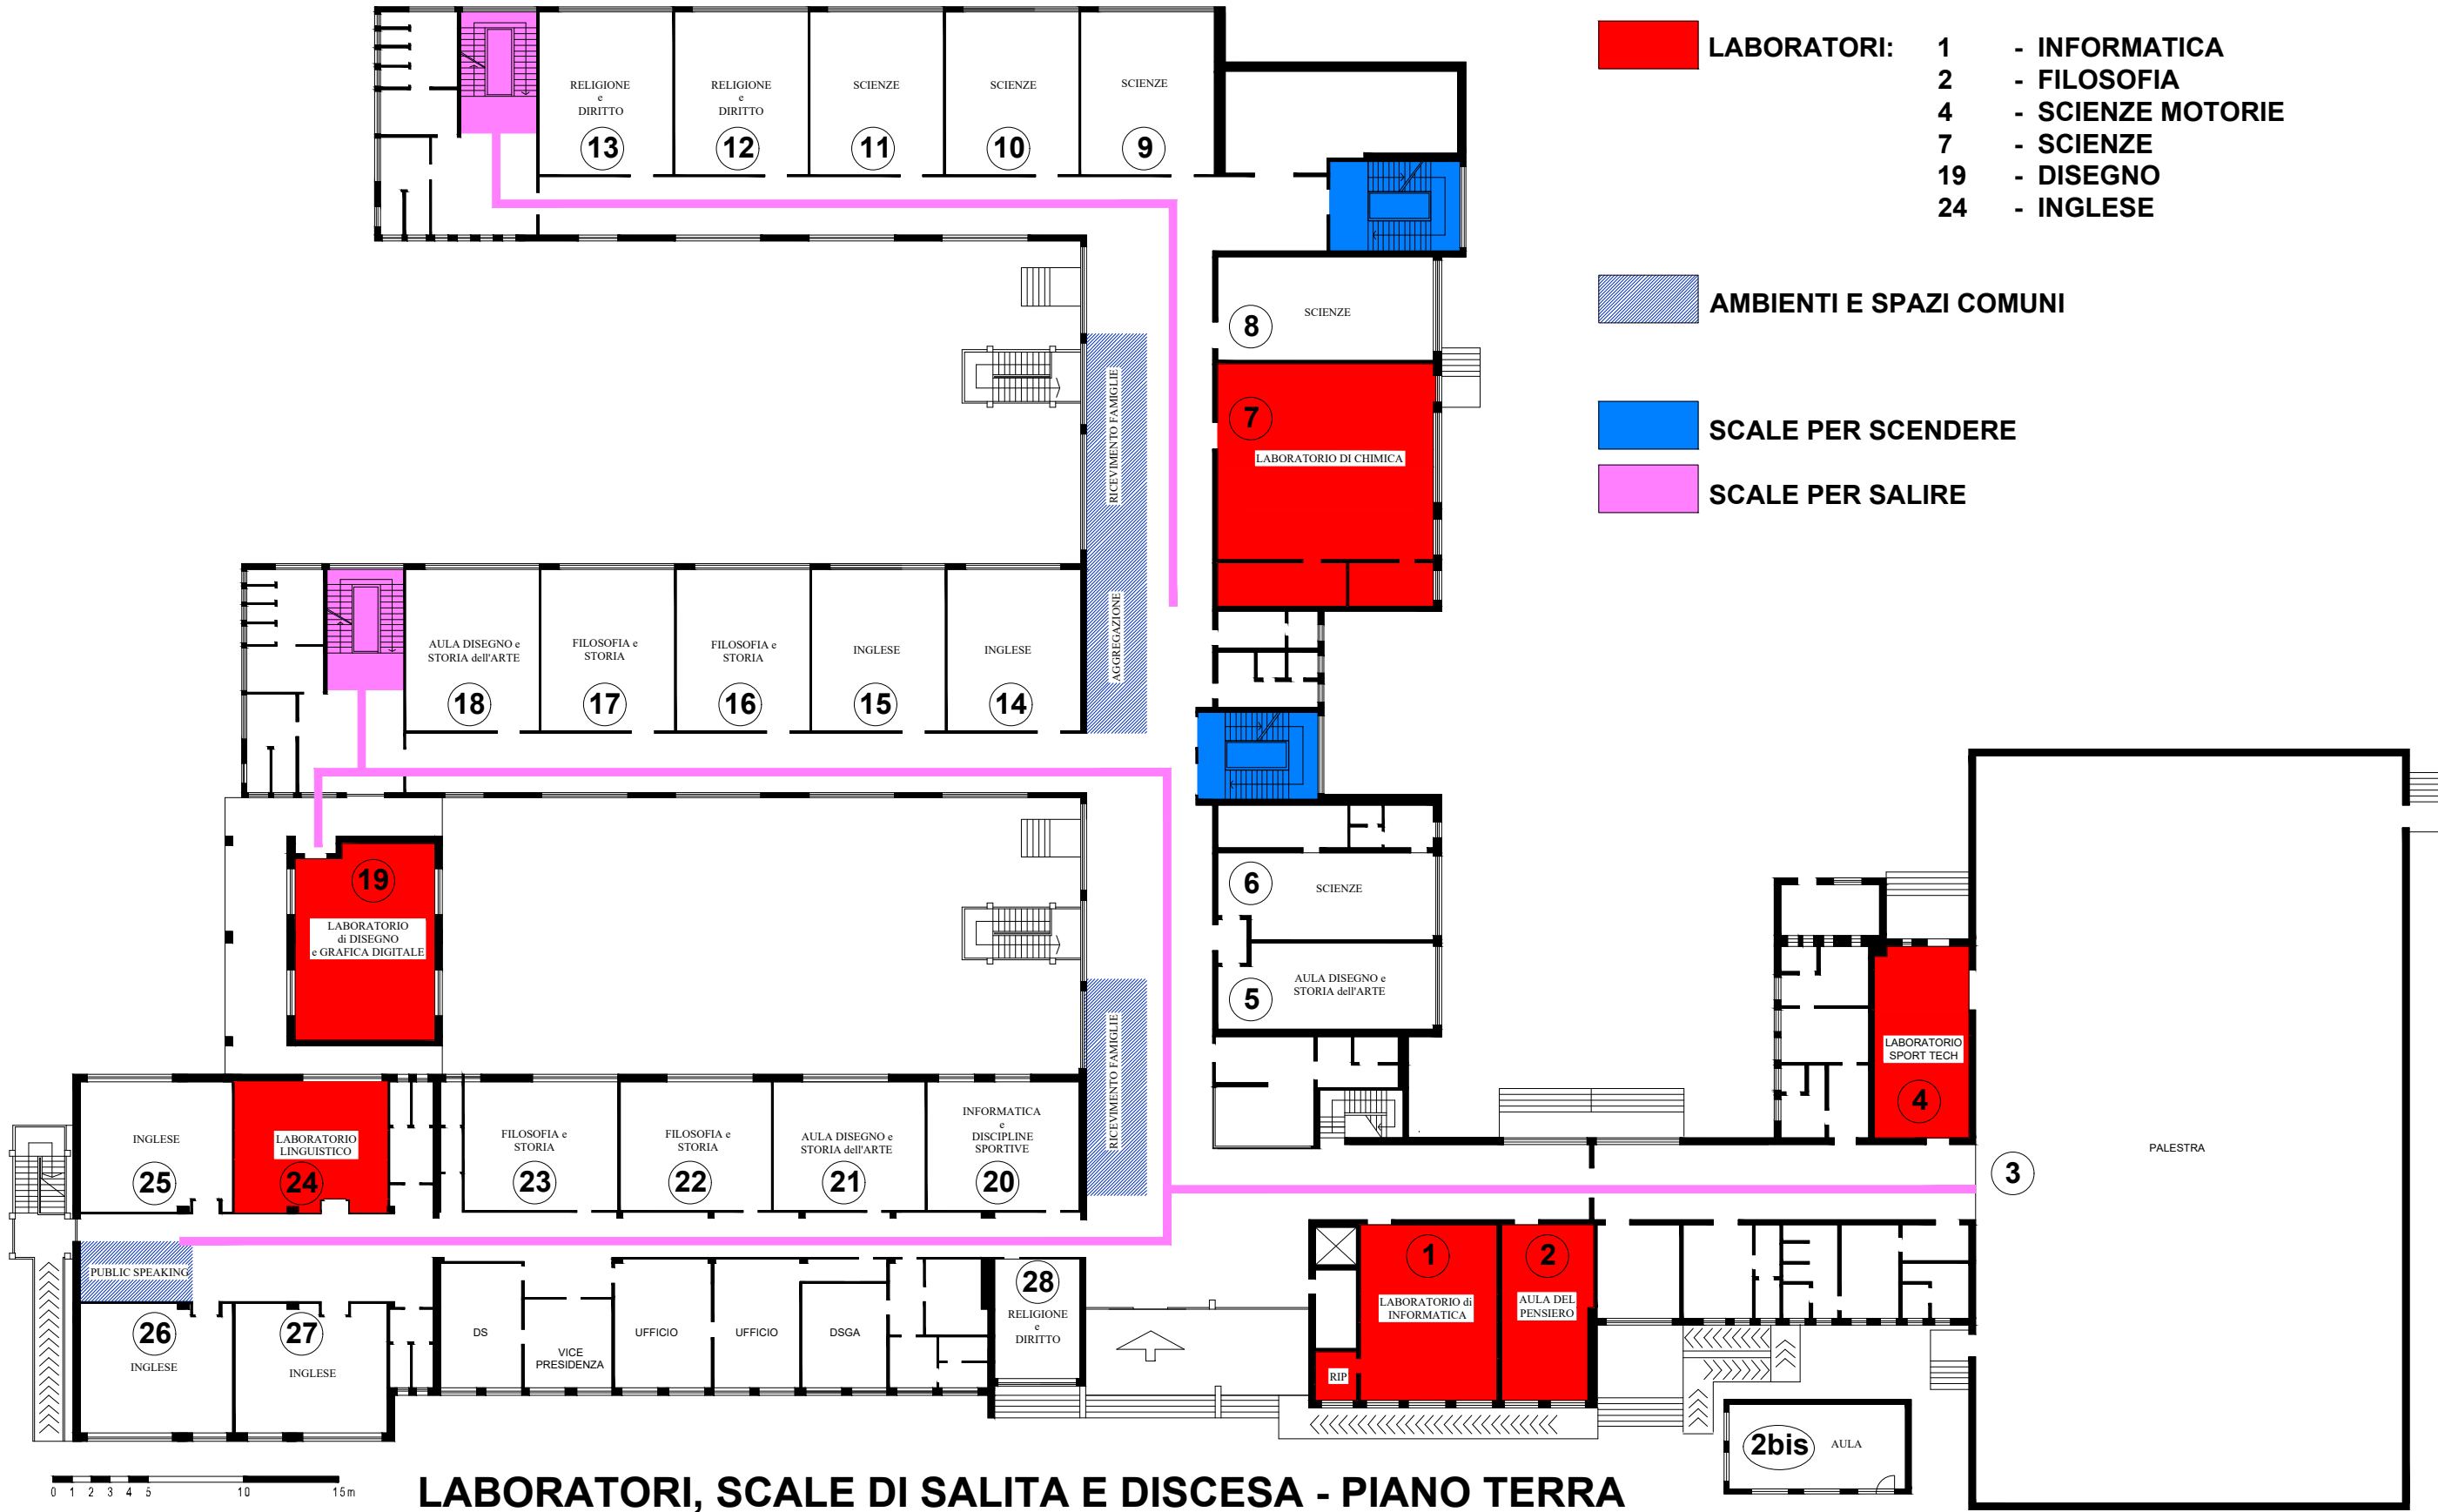 LABORATORI: 1 - INFORMATICA
2 - FILOSOFIA
4 - SCIENZE MOTORIE
7 - SCIENZE
19 - DISEGNO
24 - INGLESE
AMBIENTI E SPAZI COMUNI
SCALE PER SCENDERE
SCALE PER SALIRE
RELIGIONE
e
DIRITTO
13
RELIGIONE
e
DIRITTO
12
SCIENZE
11
SCIENZE
10
SCIENZE
9
8
SCIENZE
7
LABORATORIO DI CHIMICA
RICEVIMENTO FAMIGLIE
AGGREGAZIONE
AULA DISEGNO e
STORIA dell'ARTE
18
FILOSOFIA e
STORIA
17
FILOSOFIA e
STORIA
16
INGLESE
15
INGLESE
14
19
LABORATORIO
di DISEGNO
e GRAFICA DIGITALE
6
SCIENZE
5
AULA DISEGNO e
STORIA dell'ARTE
RICEVIMENTO FAMIGLIE
LABORATORIO
SPORT TECH
4
PALESTRA
3
INGLESE
25
LABORATORIO
LINGUISTICO
24
FILOSOFIA e
STORIA
23
FILOSOFIA e
STORIA
22
AULA DISEGNO e
STORIA dell'ARTE
21
INFORMATICA
e
DISCIPLINE
SPORTIVE
20
PUBLIC SPEAKING
26
INGLESE
27
INGLESE
DS
VICE
PRESIDENZA
UFFICIO
UFFICIO
DSGA
28
RELIGIONE
e
DIRITTO
1
LABORATORIO di
INFORMATICA
RIP
2
AULA DEL
PENSIERO
2bis
AULA
0 1 2 3 4 5 10 15m
LABORATORI, SCALE DI SALITA E DISCESA - PIANO TERRA